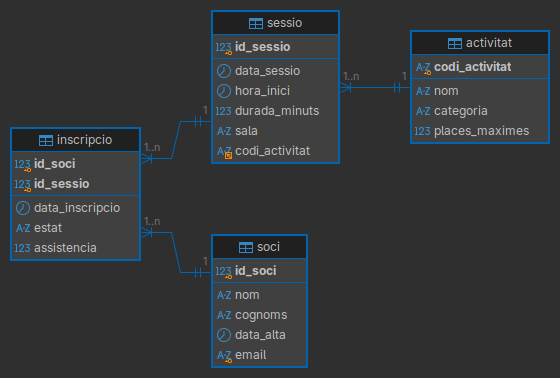 sessio
id_sessio
data_sessio
hora_inici
durada_minuts
sala
codi_activitat
activitat
codi_activitat
nom
categoria
places_maximes
1..n
1
1
1..n
inscripcio
id_soci
id_sessio
data_inscripcio
estat
assistencia
1..n
1
soci
id_soci
nom
cognoms
data_alta
email